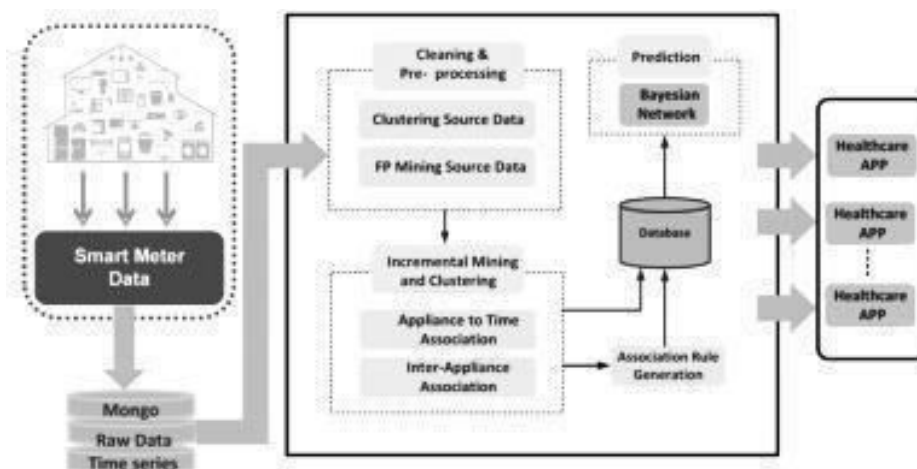 Smart Meter
Data
Mongo
Raw Data
Time series
Cleaning &
Pre- processing
Clustering Source Data
FP Mining Source Data
Incremental Mining
and Clustering
Appliance to Time
Association
Inter-Appliance
Association
Prediction
Bayesian
Network
Database
Association Rule
Generation
Healthcare
APP
Healthcare
APP
Healthcare
APP